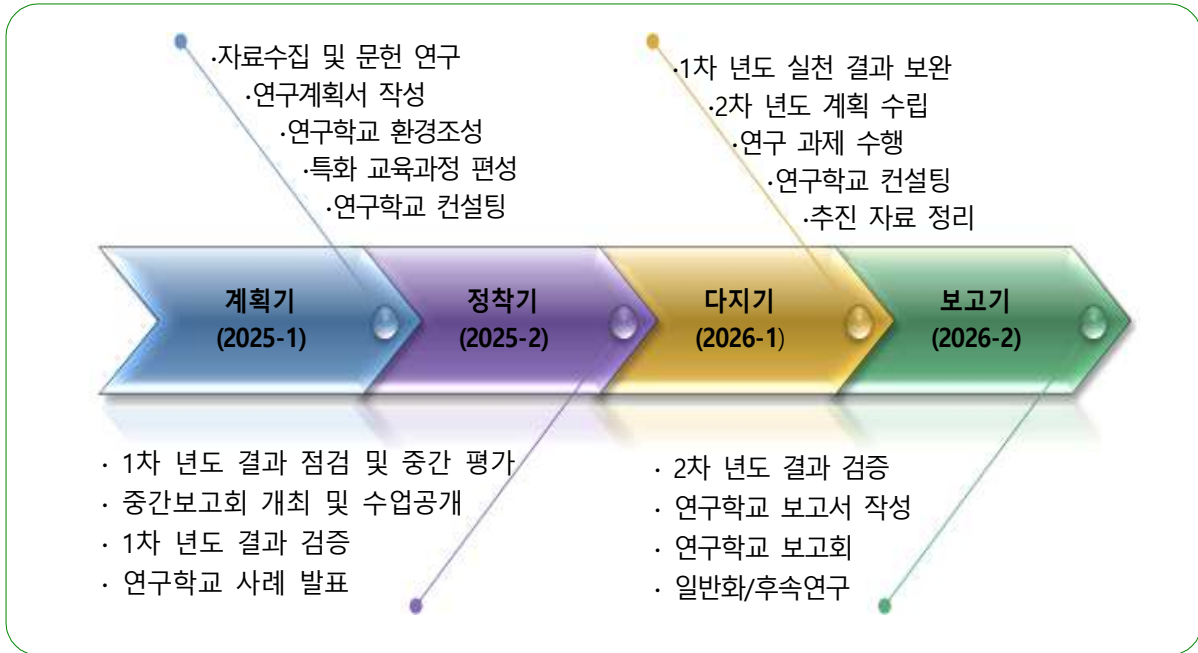 ·자료수집 및 문헌 연구
·연구계획서 작성
·연구학교 환경조성
·특화 교육과정 편성
·연구학교 컨설팅
·1차 년도 실천 결과 보완
·2차 년도 계획 수립
·연구 과제 수행
·연구학교 컨설팅
·추진 자료 정리
계획기
(2025-1)
정착기
(2025-2)
다지기
(2026-1)
보고기
(2026-2)
· 1차 년도 결과 점검 및 중간 평가
· 중간보고회 개최 및 수업공개
· 1차 년도 결과 검증
· 연구학교 사례 발표
· 2차 년도 결과 검증
· 연구학교 보고서 작성
· 연구학교 보고회
· 일반화/후속연구